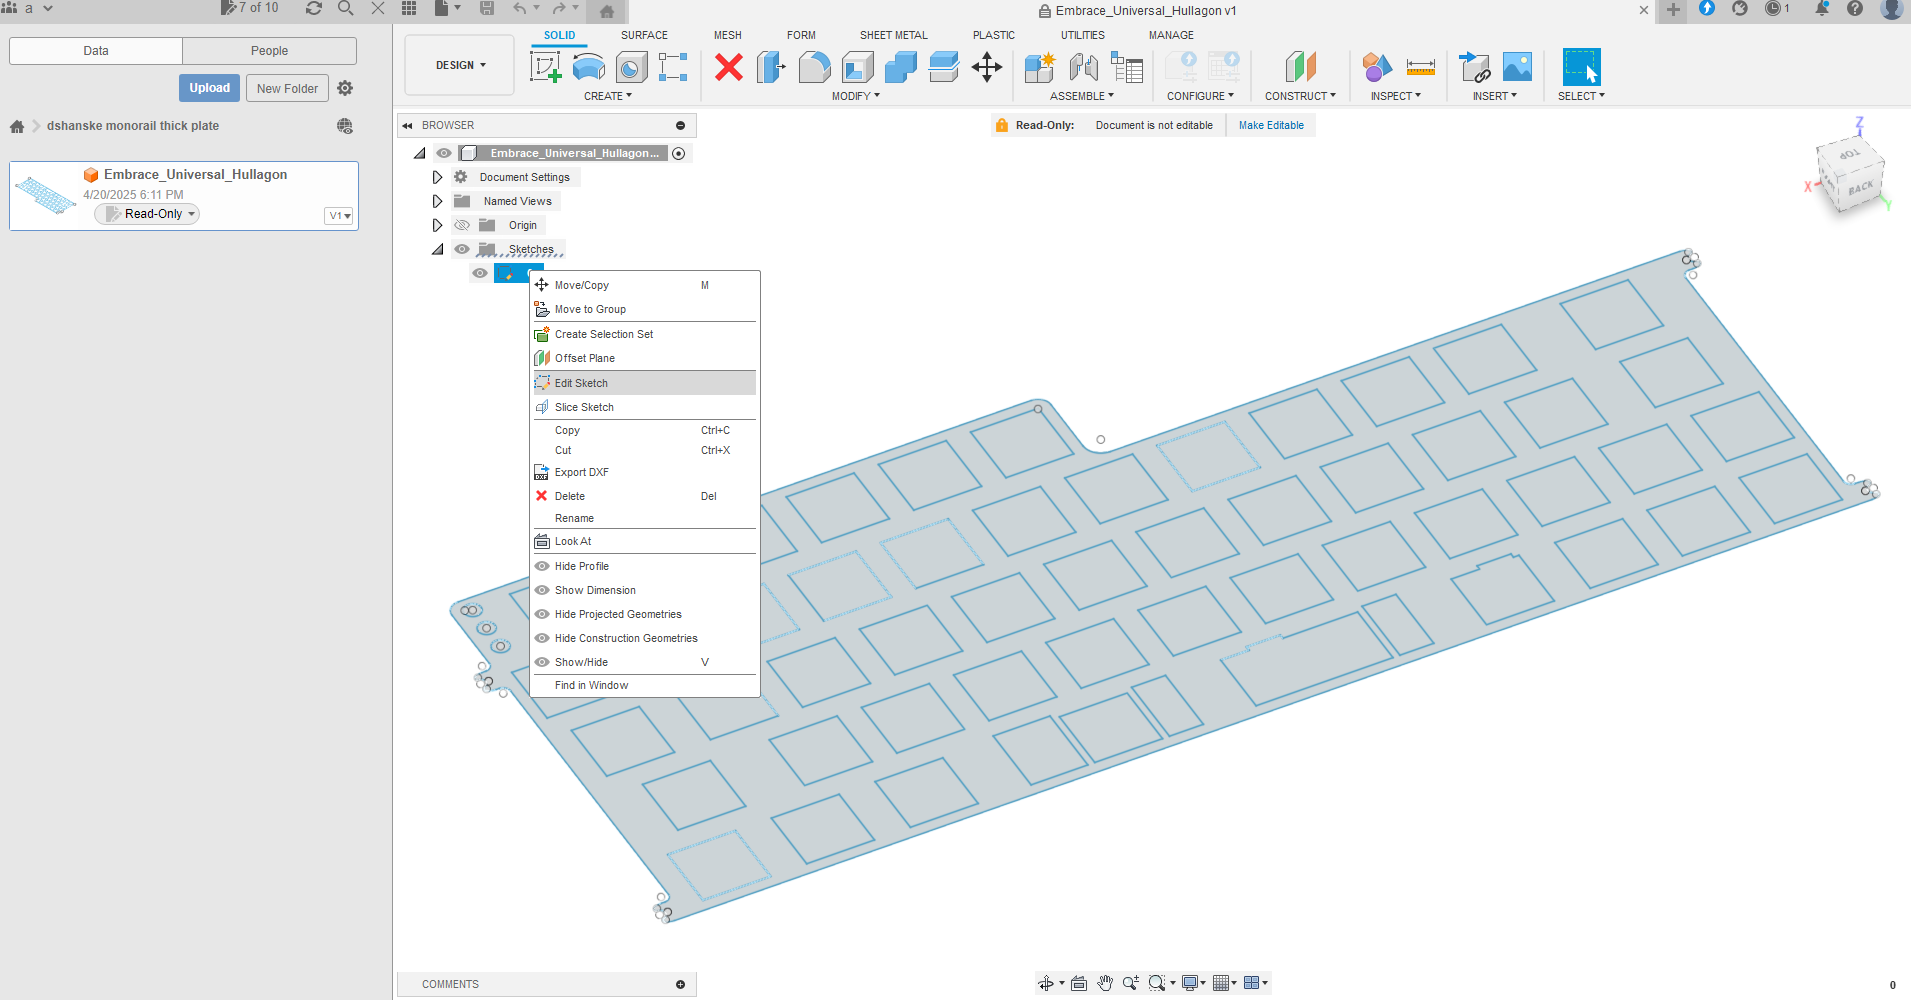 a
7 of 10
Embrace_Universal_Hullagon v1
1
Data
People
Upload
New Folder
dshanske monorail thick plate
Embrace_Universal_Hullagon
4/20/2025 6:11 PM
Read-Only
V1
DESIGN
SOLID
SURFACE
MESH
FORM
SHEET METAL
PLASTIC
UTILITIES
MANAGE
CREATE
MODIFY
ASSEMBLE
CONFIGURE
CONSTRUCT
INSPECT
INSERT
SELECT
BROWSER
Read-Only:
Document is not editable
Make Editable
Embrace_Universal_Hullagon...
Document Settings
Named Views
Origin
Sketches
Move/Copy M
Move to Group
Create Selection Set
Offset Plane
Edit Sketch
Slice Sketch
Copy Ctrl+C
Cut Ctrl+X
Export DXF
Delete Del
Rename
Look At
Hide Profile
Show Dimension
Hide Projected Geometries
Hide Construction Geometries
Show/Hide V
Find in Window
Z
TOP
BACK
X
Y
COMMENTS
0